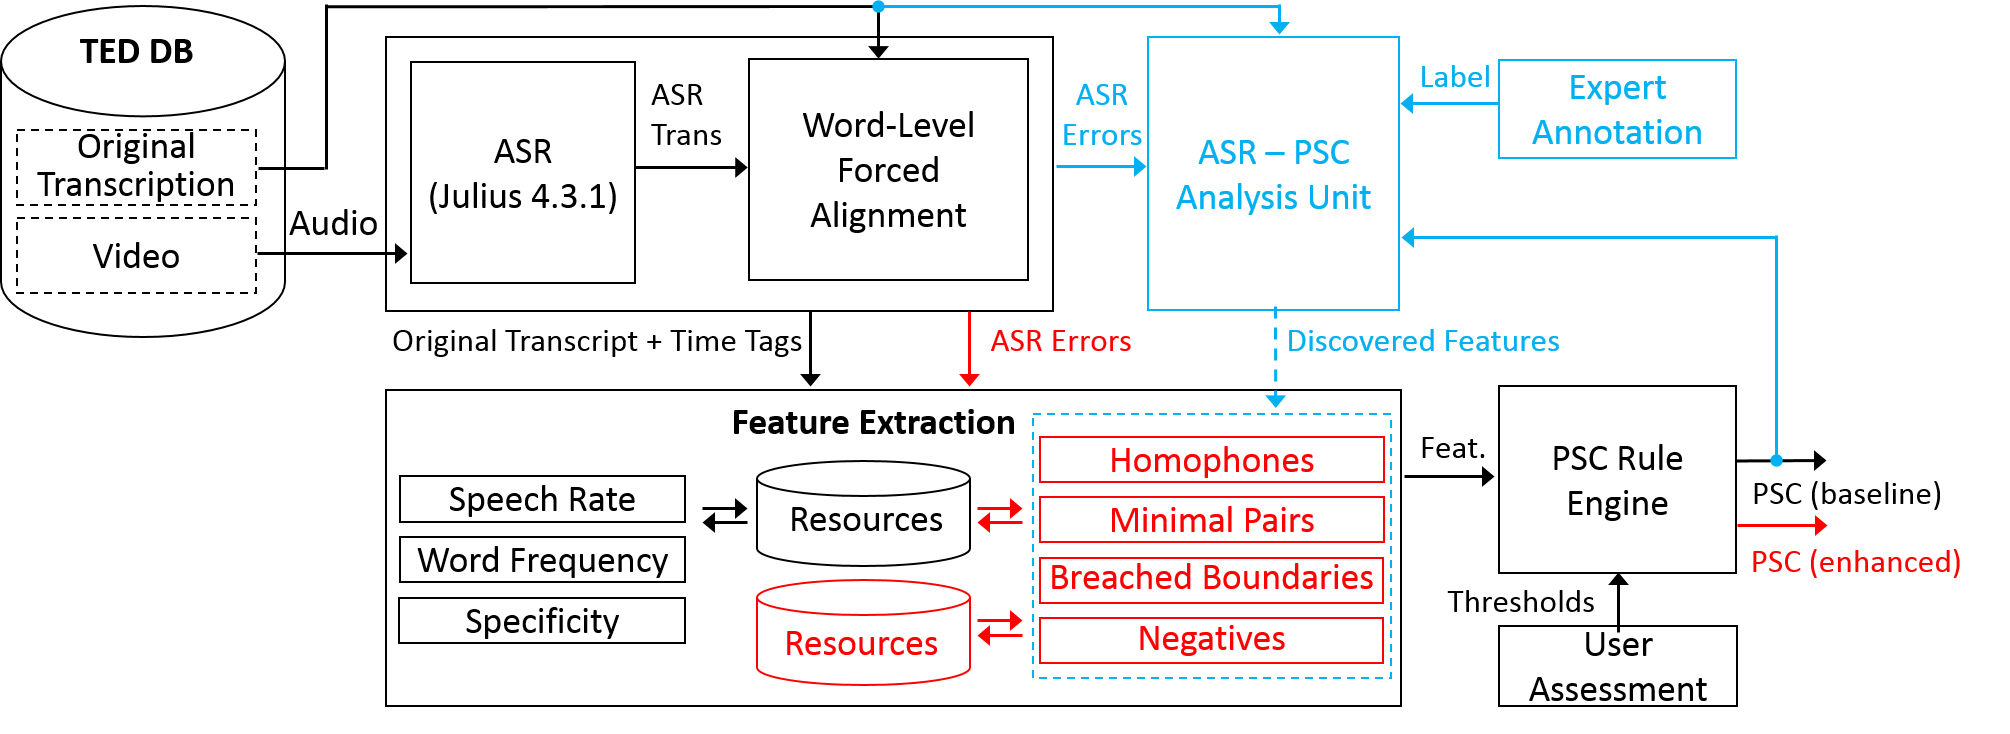 TED DB
Original
Transcription
Video
Audio
ASR
(Julius 4.3.1)
ASR
Trans
Word-Level
Forced
Alignment
ASR
Errors
ASR – PSC
Analysis Unit
Label
Expert
Annotation
Original Transcript + Time Tags
ASR Errors
Discovered Features
Feature Extraction
Speech Rate
Word Frequency
Specificity
Resources
Resources
Homophones
Minimal Pairs
Breached Boundaries
Negatives
Feat.
PSC Rule
Engine
PSC (baseline)
PSC (enhanced)
Thresholds
User
Assessment